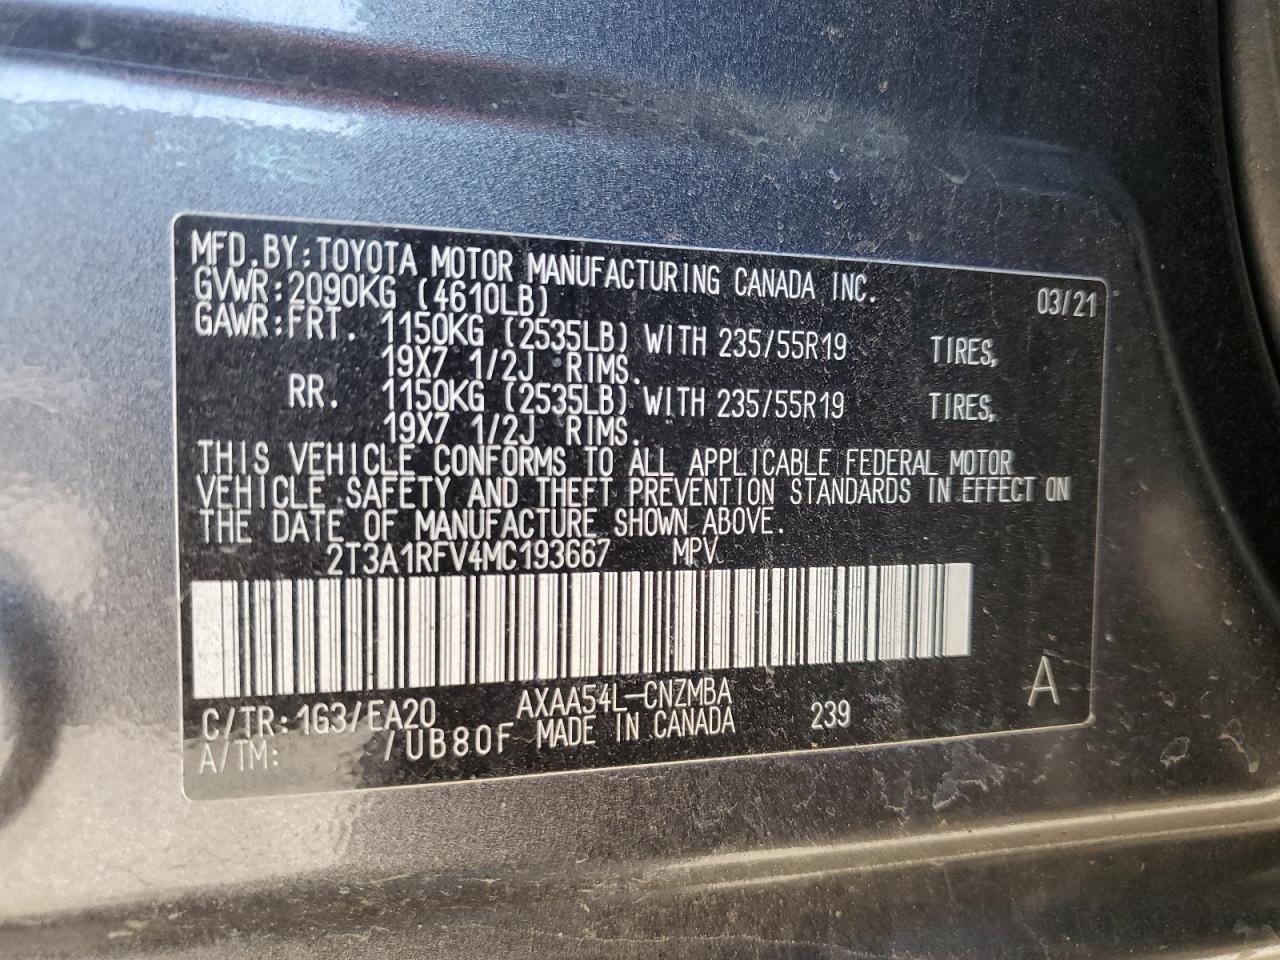 MFD.BY:TOYOTA MOTOR MANUFACTURING CANADA INC.
GVWR:2090KG (4610LB) 03/21
GAWR:FRT. 1150KG (2535LB) WITH 235/55R19 TIRES,
19X7 1/2J RIMS.
RR. 1150KG (2535LB) WITH 235/55R19 TIRES,
19X7 1/2J RIMS.
THIS VEHICLE CONFORMS TO ALL APPLICABLE FEDERAL MOTOR
VEHICLE SAFETY AND THEFT PREVENTION STANDARDS IN EFFECT ON
THE DATE OF MANUFACTURE SHOWN ABOVE.
2T3A1RFV4MC193667 MPV
C/TR:1G3/EA20 AXAA54L-CNZMBA A
A/TM: /UB80F MADE IN CANADA 239